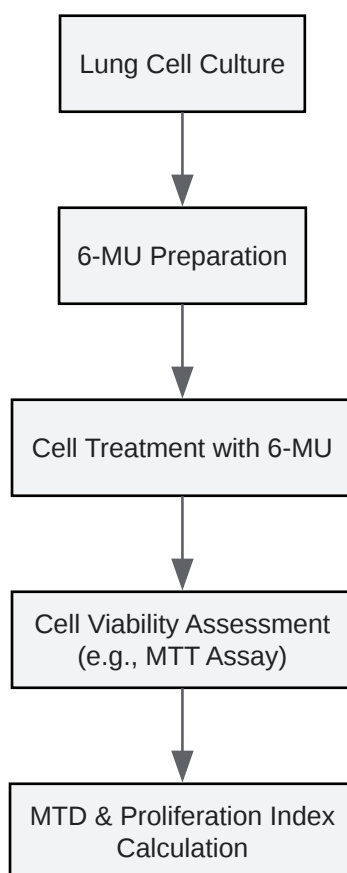 Lung Cell Culture
6-MU Preparation
Cell Treatment with 6-MU
Cell Viability Assessment
(e.g., MTT Assay)
MTD & Proliferation Index
Calculation